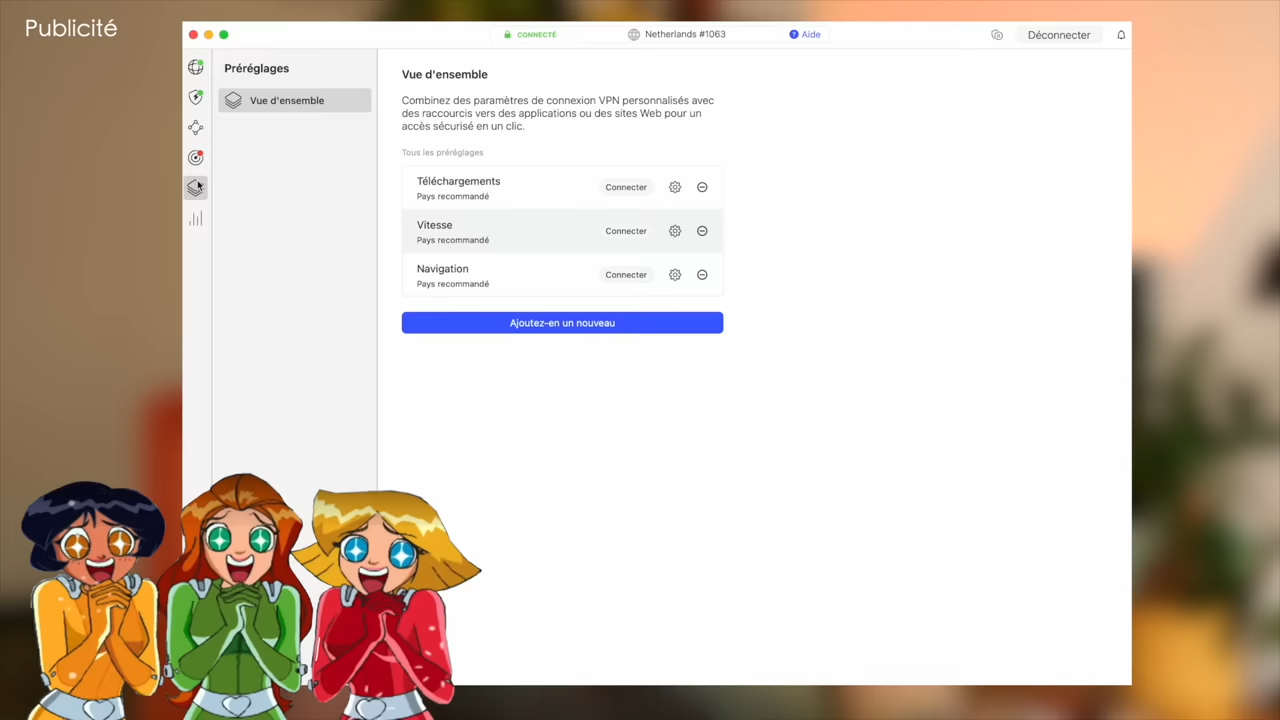 Publicité
CONNECTÉ
Netherlands #1063
? Aide
Déconnecter
Préréglages
Vue d'ensemble
Vue d'ensemble
Combinez des paramètres de connexion VPN personnalisés avec
des raccourcis vers des applications ou des sites Web pour un
accès sécurisé en un clic.
Tous les préréglages
Téléchargements
Pays recommandé
Connecter
Vitesse
Pays recommandé
Connecter
Navigation
Pays recommandé
Connecter
Ajoutez-en un nouveau